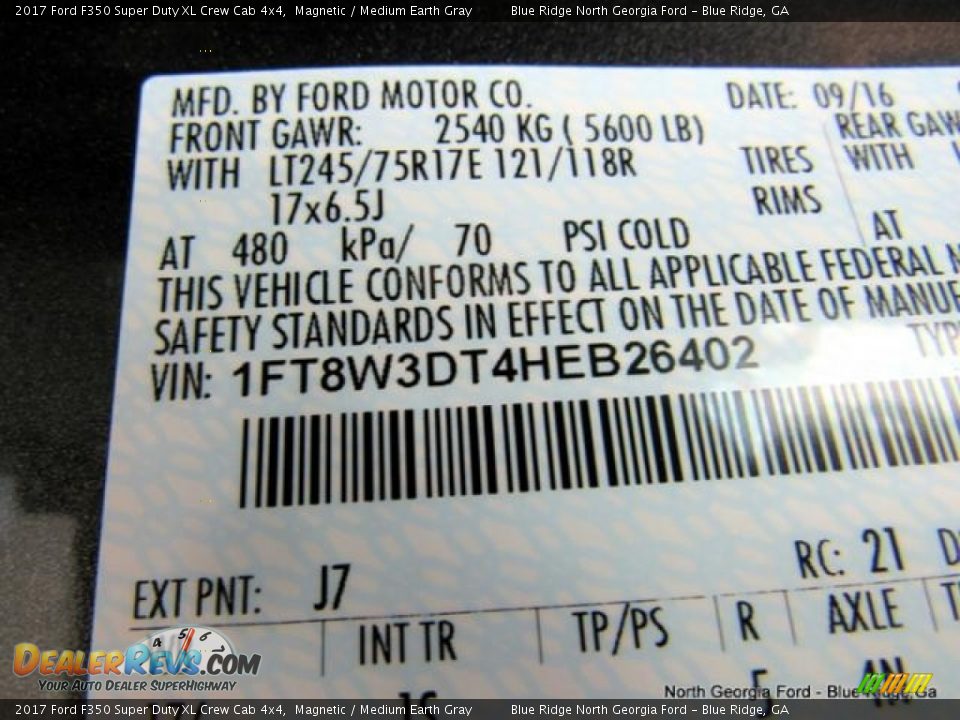 2017 Ford F350 Super Duty XL Crew Cab 4x4, Magnetic / Medium Earth Gray Blue Ridge North Georgia Ford - Blue Ridge, GA
MFD. BY FORD MOTOR CO. DATE: 09/16
FRONT GAWR: 2540 KG ( 5600 LB) REAR GAW
WITH LT245/75R17E 121/118R TIRES WITH
17x6.5J RIMS
AT 480 kPa/ 70 PSI COLD AT
THIS VEHICLE CONFORMS TO ALL APPLICABLE FEDERAL
SAFETY STANDARDS IN EFFECT ON THE DATE OF MANUF
VIN: 1FT8W3DT4HEB26402 TYP
EXT PNT: J7 RC: 21
INT TR TP/PS R AXLE
4N
DEALERREVS.COM
YOUR AUTO DEALER SUPERHIGHWAY
North Georgia Ford - Blue Ridge, Ga
2017 Ford F350 Super Duty XL Crew Cab 4x4, Magnetic / Medium Earth Gray Blue Ridge North Georgia Ford - Blue Ridge, GA